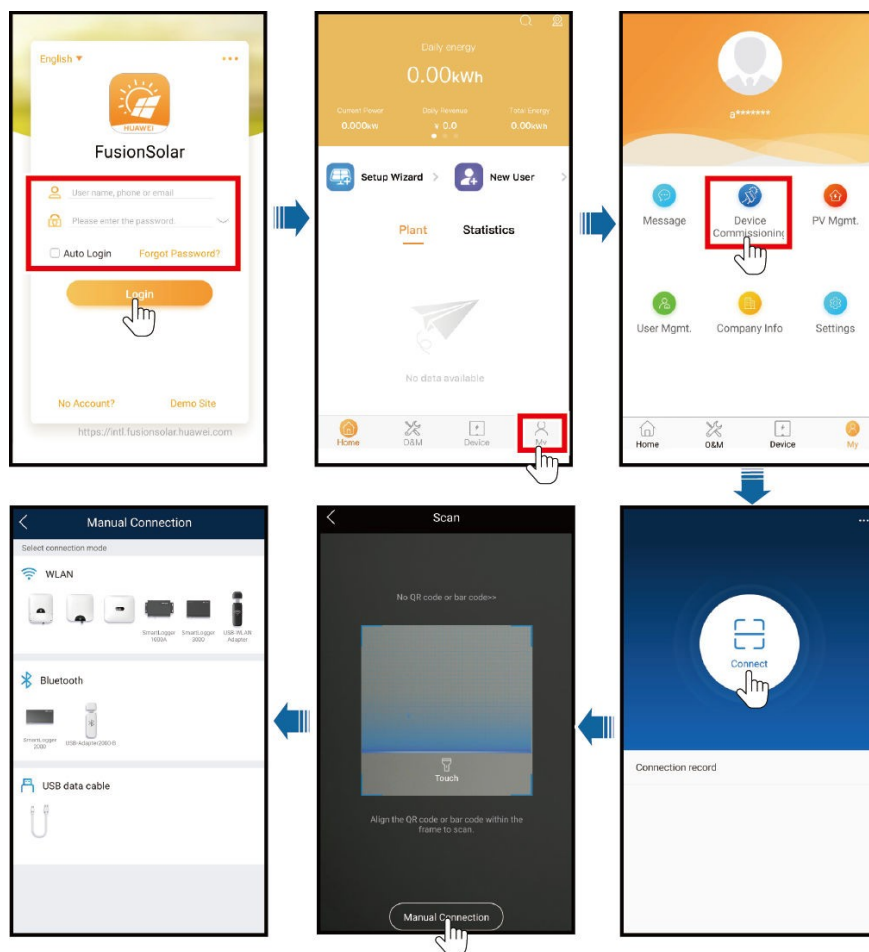 English
HUAWEI
FusionSolar
User name, phone or email
Please enter the password.
Auto Login Forgot Password?
Login
No Account? Demo Site
https://intl.fusionsolar.huawei.com
Daily energy
0.00kWh
Current Power Daily Revenue Total Energy
0.000kW ¥ 0.0 0.00kWh
Setup Wizard > New User >
Plant Statistics
No data available
Home O&M Device My
a*******
Message Device Commissioning PV Mgmt.
User Mgmt. Company Info Settings
Home O&M Device My
Connect
Connection record
Scan
No QR code or bar code>>
Touch
Align the QR code or bar code within the
frame to scan.
Manual Connection
Manual Connection
Select connection mode
WLAN
SmartLogger SmartLogger USB WLAN
1000A 3000 Adapter
Bluetooth
SmartLogger
USB data cable